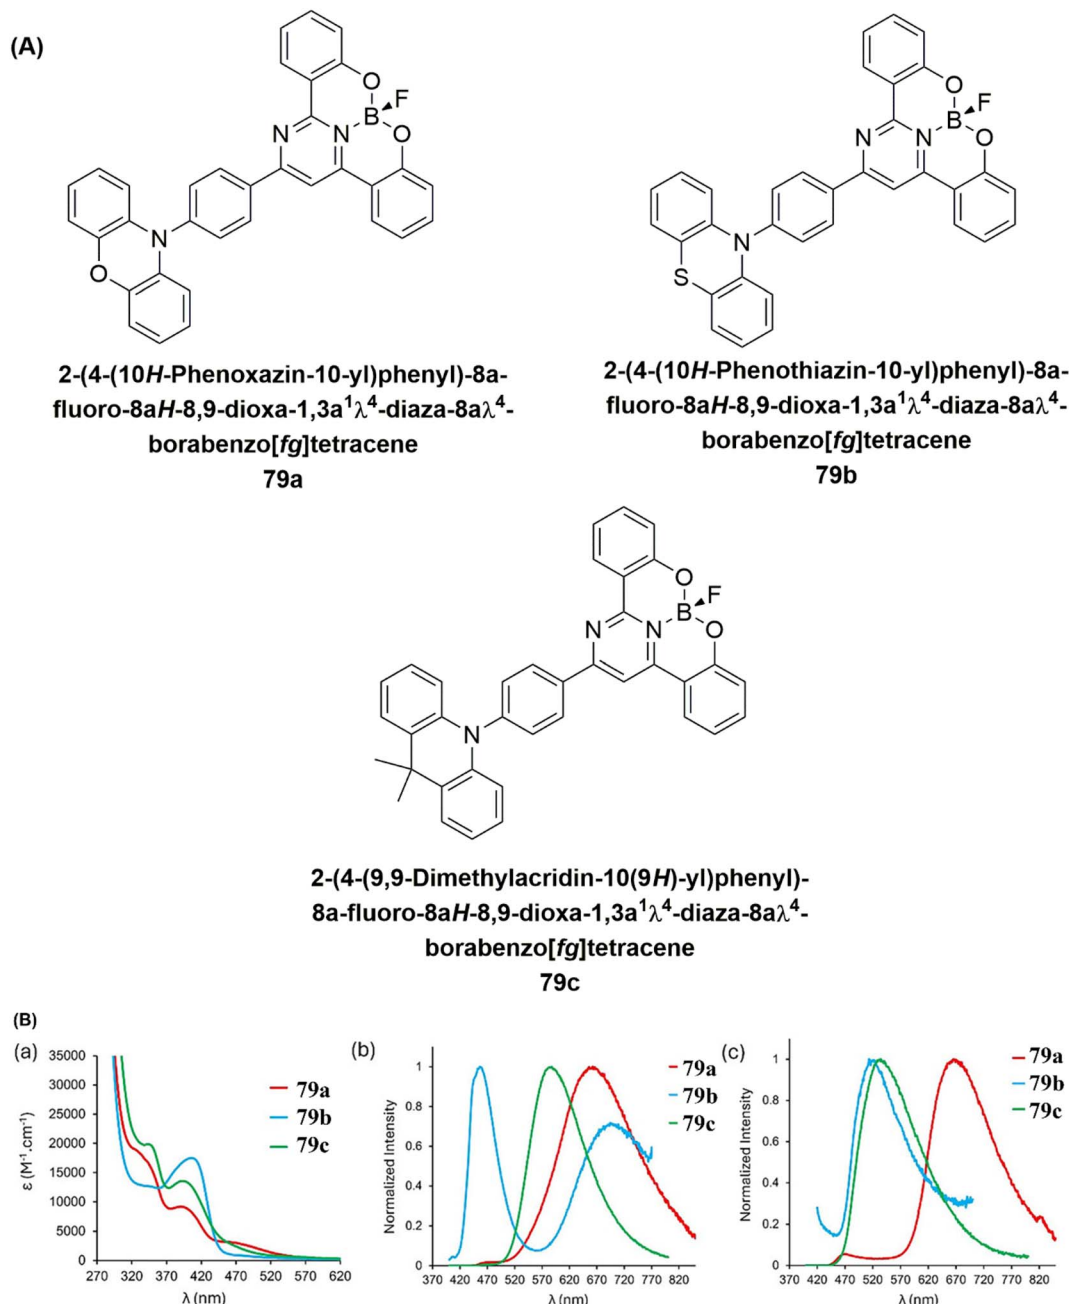 (A)
O
F
B
N
N
O
N
O
2-(4-(10H-Phenoxazin-10-yl)phenyl)-8a-
fluoro-8aH-8,9-dioxa-1,3a¹λ⁴-diaza-8aλ⁴-
borabenzo[fg]tetracene
79a
O
F
B
N
N
O
N
S
2-(4-(10H-Phenothiazin-10-yl)phenyl)-8a-
fluoro-8aH-8,9-dioxa-1,3a¹λ⁴-diaza-8aλ⁴-
borabenzo[fg]tetracene
79b
O
F
B
N
N
O
N
2-(4-(9,9-Dimethylacridin-10(9H)-yl)phenyl)-
8a-fluoro-8aH-8,9-dioxa-1,3a¹λ⁴-diaza-8aλ⁴-
borabenzo[fg]tetracene
79c
(B)
(a)
ε (M⁻¹.cm⁻¹)
35000
30000
25000
20000
15000
10000
5000
0
270 320 370 420 470 520 570 620
λ (nm)
79a
79b
79c
(b)
Normalized Intensity
1
0.8
0.6
0.4
0.2
0
370 420 470 520 570 620 670 720 770 820
λ (nm)
79a
79b
79c
(c)
Normalized Intensity
1
0.8
0.6
0.4
0.2
0
370 420 470 520 570 620 670 720 770 820
λ (nm)
79a
79b
79c